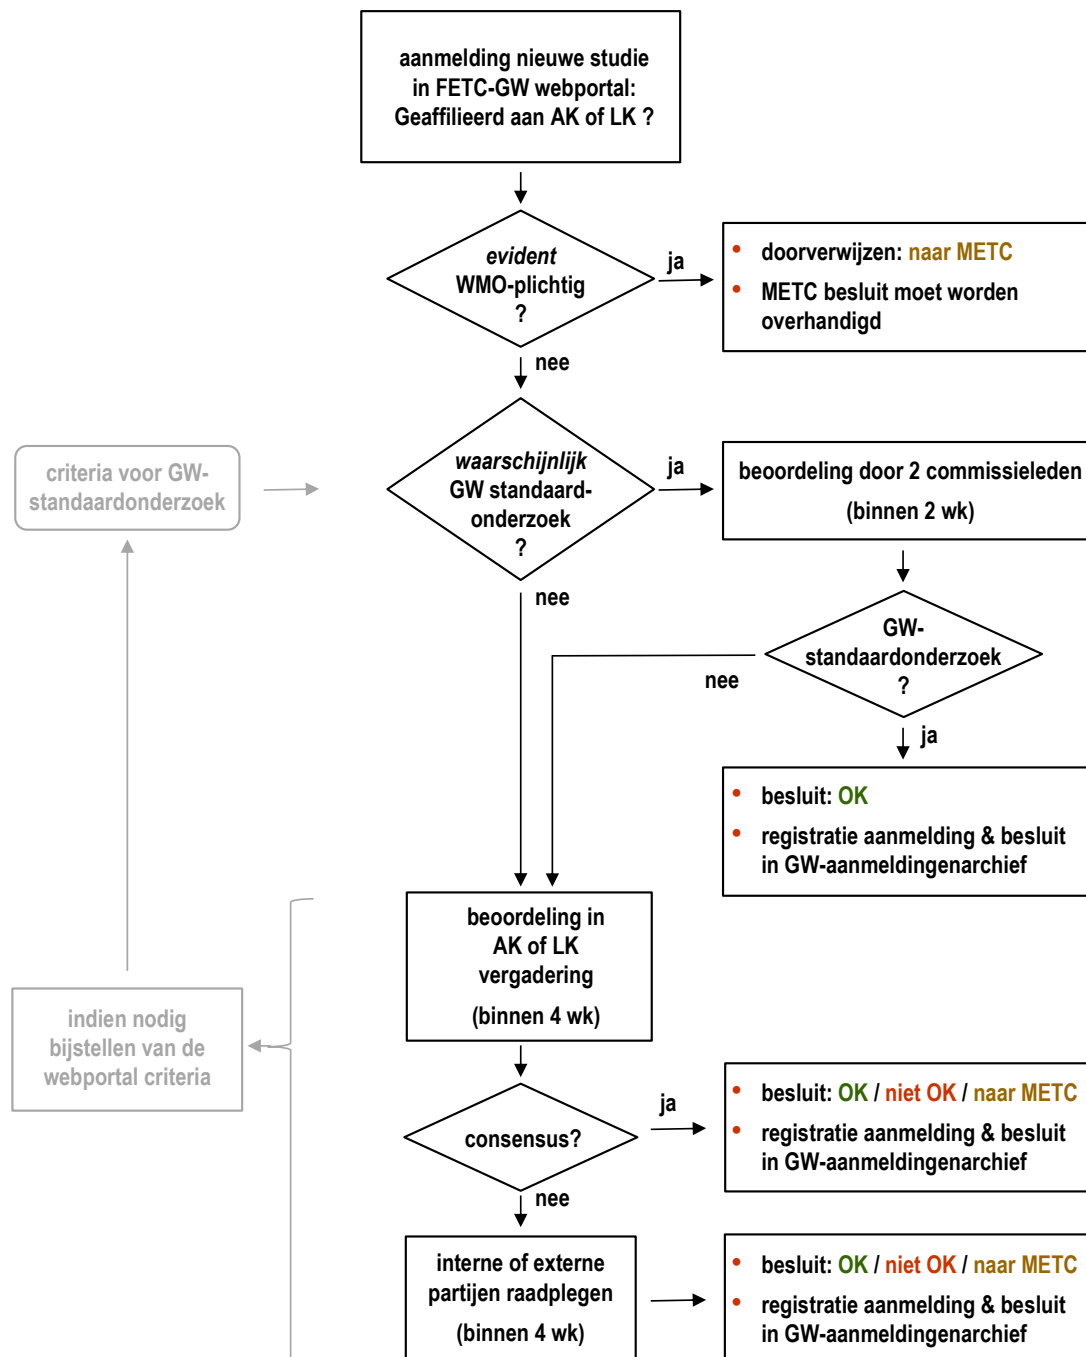 aanmelding nieuwe studie
in FETC-GW webportal:
Geaffilieerd aan AK of LK ?
evident
WMO-plichtig
?
ja
• doorverwijzen: naar METC
• METC besluit moet worden
overhandigd
nee
criteria voor GW-
standaardonderzoek
waarschijnlijk
GW standaard-
onderzoek
?
ja
beoordeling door 2 commissieleden
(binnen 2 wk)
nee
GW-
standaardonderzoek
?
nee
ja
• besluit: OK
• registratie aanmelding & besluit
in GW-aanmeldingenarchief
beoordeling in
AK of LK
vergadering
(binnen 4 wk)
indien nodig
bijstellen van de
webportal criteria
consensus?
ja
• besluit: OK / niet OK / naar METC
• registratie aanmelding & besluit
in GW-aanmeldingenarchief
nee
interne of externe
partijen raadplegen
(binnen 4 wk)
• besluit: OK / niet OK / naar METC
• registratie aanmelding & besluit
in GW-aanmeldingenarchief